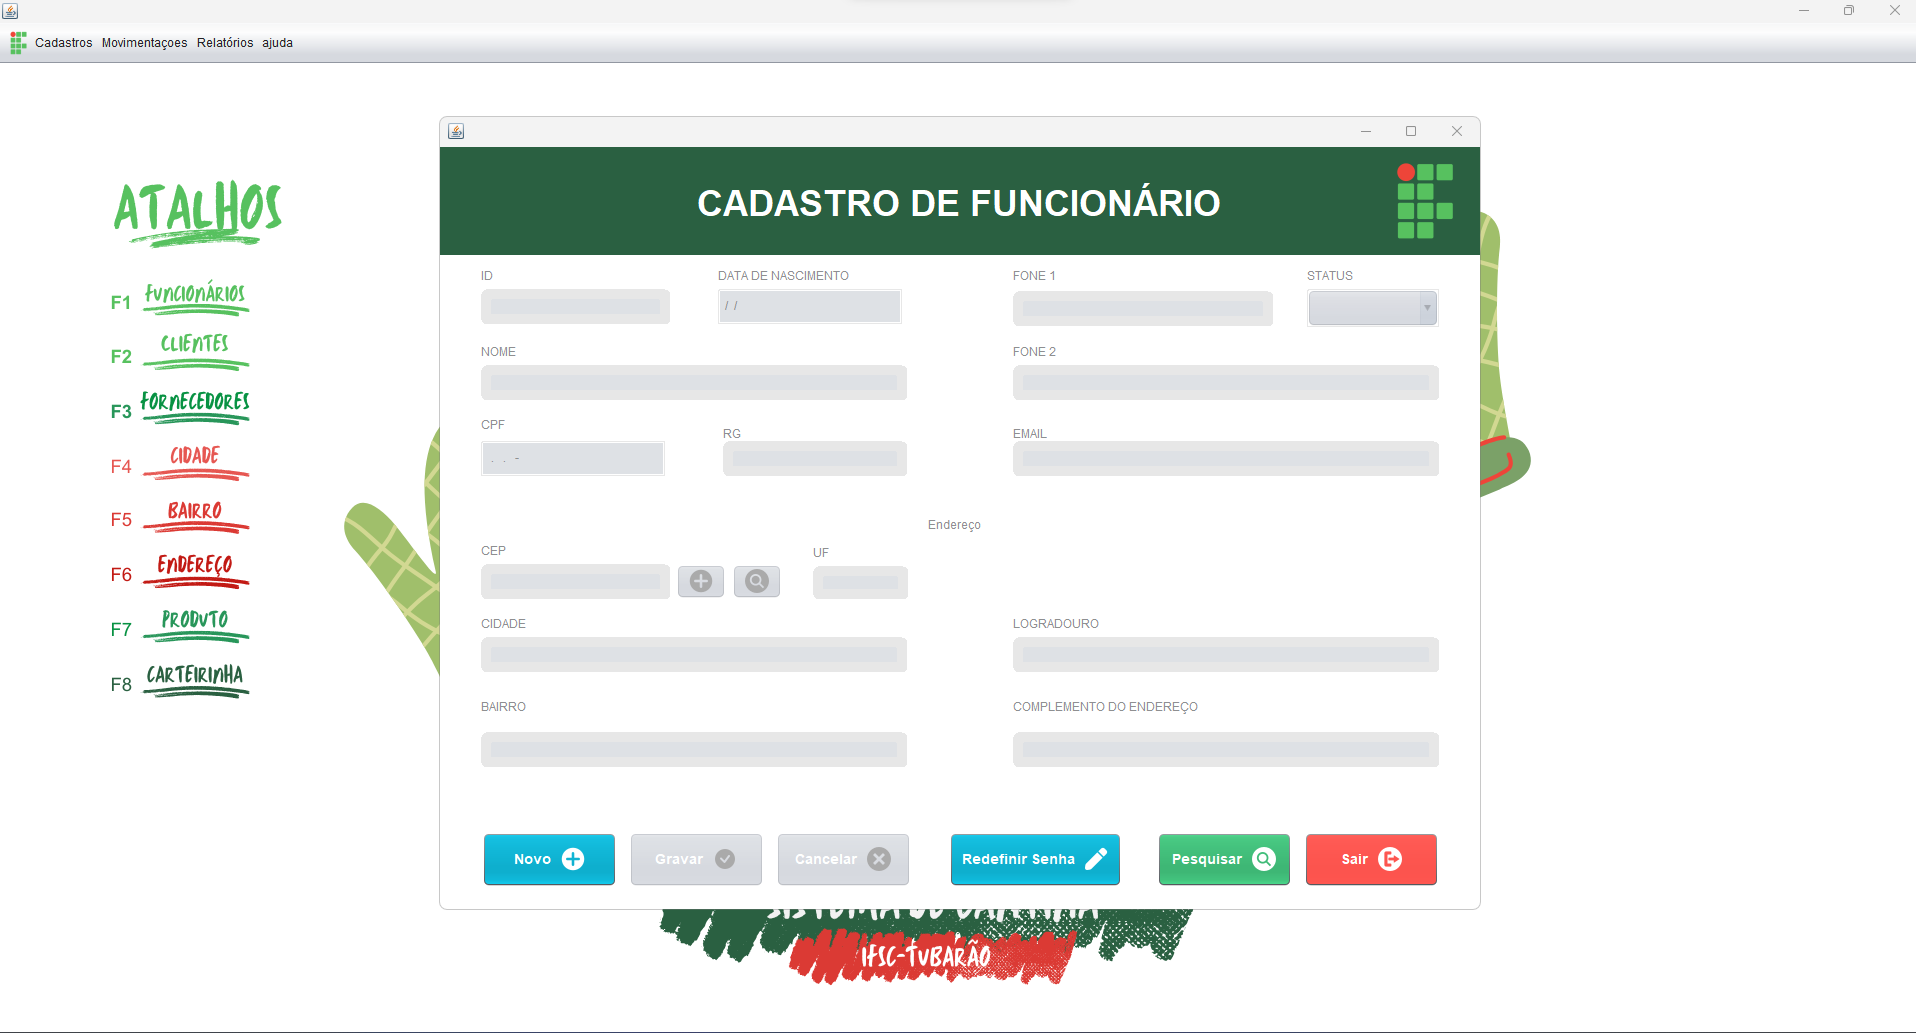 Cadastros Movimentaçoes Relatórios ajuda
ATALHOS
F1 FUNCIONÁRIOS
F2 CLIENTES
F3 FORNECEDORES
F4 CIDADE
F5 BAIRRO
F6 ENDEREÇO
F7 PRODUTO
F8 CARTEIRINHA
CADASTRO DE FUNCIONÁRIO
ID DATA DE NASCIMENTO FONE 1 STATUS
/ /
NOME FONE 2
CPF RG EMAIL
. . -
Endereço
CEP UF
CIDADE LOGRADOURO
BAIRRO COMPLEMENTO DO ENDEREÇO
Novo Gravar Cancelar Redefinir Senha Pesquisar Sair
SISTEMA DE
IFSC-TUBARÃO